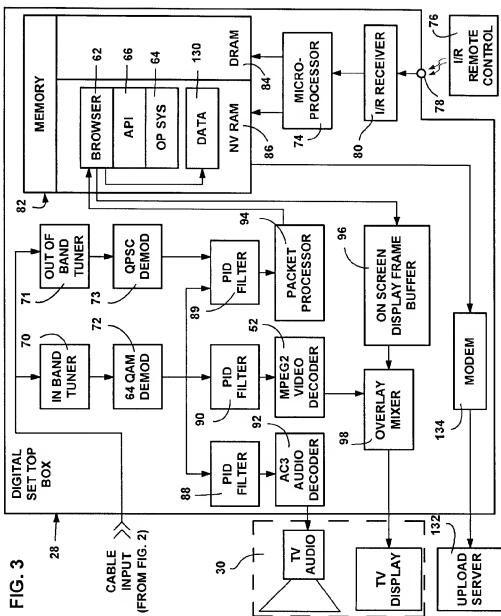 FIG. 3
28
DIGITAL
SET TOP
BOX
CABLE
INPUT
(FROM FIG. 2)
70
IN BAND
TUNER
71
OUT OF
BAND
TUNER
72
64 QAM
DEMOD
73
QPSC
DEMOD
88
PID
FILTER
90
PID
FILTER
89
PID
FILTER
92
AC3
AUDIO
DECODER
52
MPEG2
VIDEO
DECODER
94
PACKET
PROCESSOR
82
MEMORY
62
BROWSER
66
API
64
OP SYS
130
DATA
NV RAM
86
DRAM
84
MICRO-
PROCESSOR
74
I/R RECEIVER
80
78
76
I/R
REMOTE
CONTROL
96
ON SCREEN
DISPLAY FRAME
BUFFER
98
OVERLAY
MIXER
MODEM
134
30
TV
AUDIO
TV
DISPLAY
132
UPLOAD
SERVER